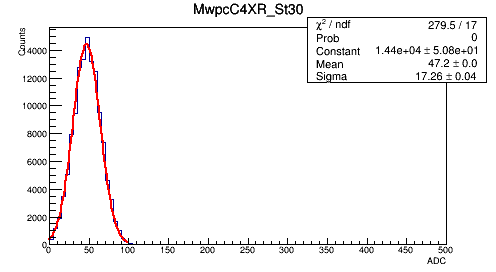 MwpcC4XR_St30
χ² / ndf 279.5 / 17
Prob 0
Constant 1.44e+04 ± 5.08e+01
Mean 47.2 ± 0.0
Sigma 17.26 ± 0.04
Counts
14000
12000
10000
8000
6000
4000
2000
0
0 50 100 150 200 250 300 350 400 450 500
ADC